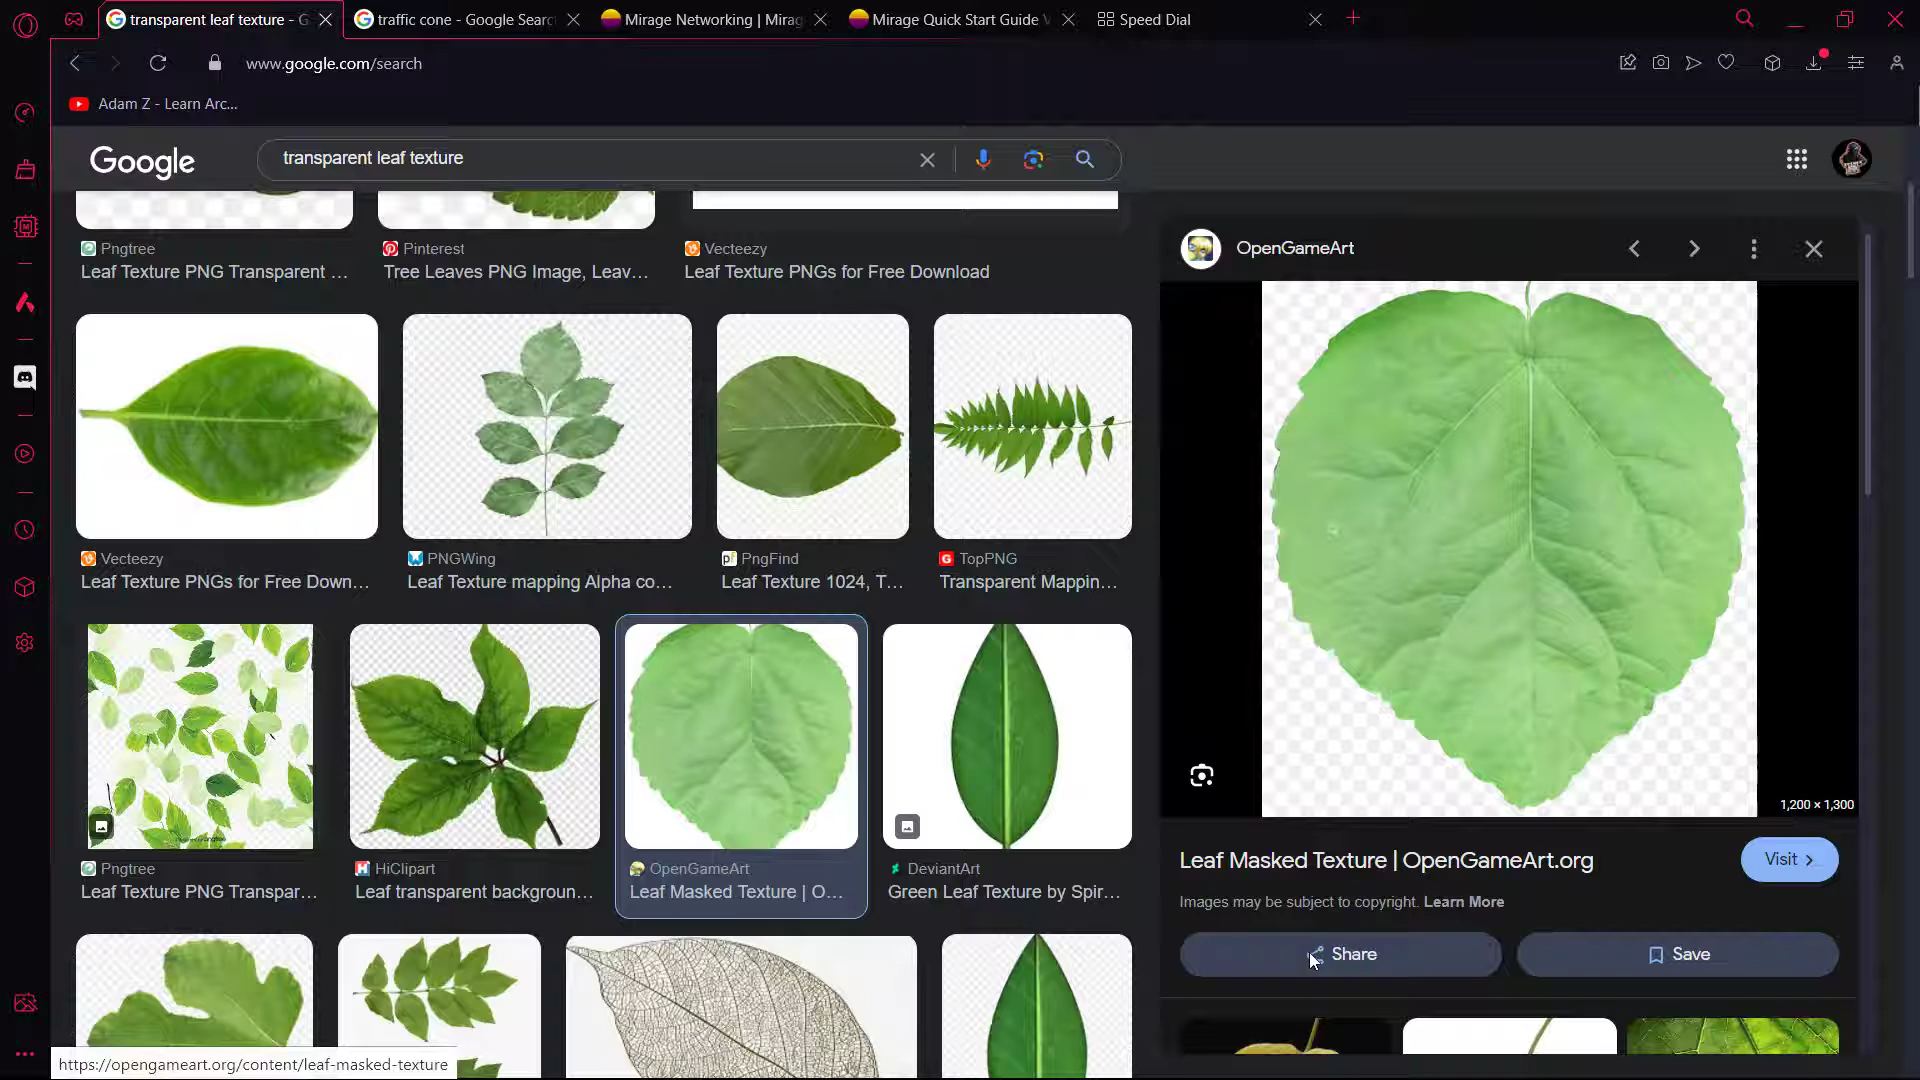 transparent leaf texture - G
traffic cone - Google Searc
Mirage Networking | Mirag
Mirage Quick Start Guide
Speed Dial
www.google.com/search
Adam Z - Learn Arc...
Google
transparent leaf texture
Pngtree
Leaf Texture PNG Transparent ...
Pinterest
Tree Leaves PNG Image, Leav...
Vecteezy
Leaf Texture PNGs for Free Download
OpenGameArt
Vecteezy
Leaf Texture PNGs for Free Down...
PNGWing
Leaf Texture mapping Alpha co...
PngFind
Leaf Texture 1024, T...
TopPNG
Transparent Mappin...
1,200 × 1,300
Pngtree
Leaf Texture PNG Transpar...
HiClipart
Leaf transparent backgroun...
OpenGameArt
Leaf Masked Texture | O...
DeviantArt
Green Leaf Texture by Spir...
Leaf Masked Texture | OpenGameArt.org
Visit
Images may be subject to copyright. Learn More
Share
Save
https://opengameart.org/content/leaf-masked-texture